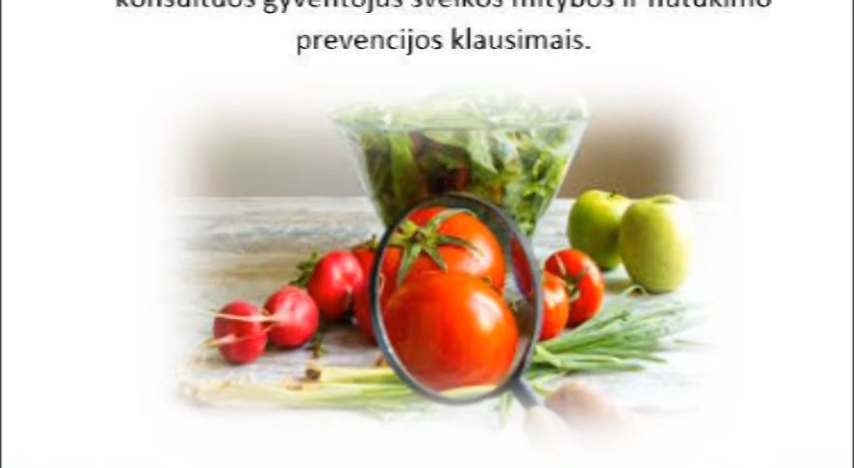 konsultuos gyventojus sveikos mitybos ir nutukimo
prevencijos klausimais.